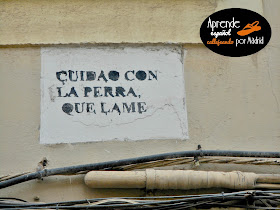 Aprende
español
callejeando por Madrid
CUIDAO CON
LA PERRA,
QUE LAME